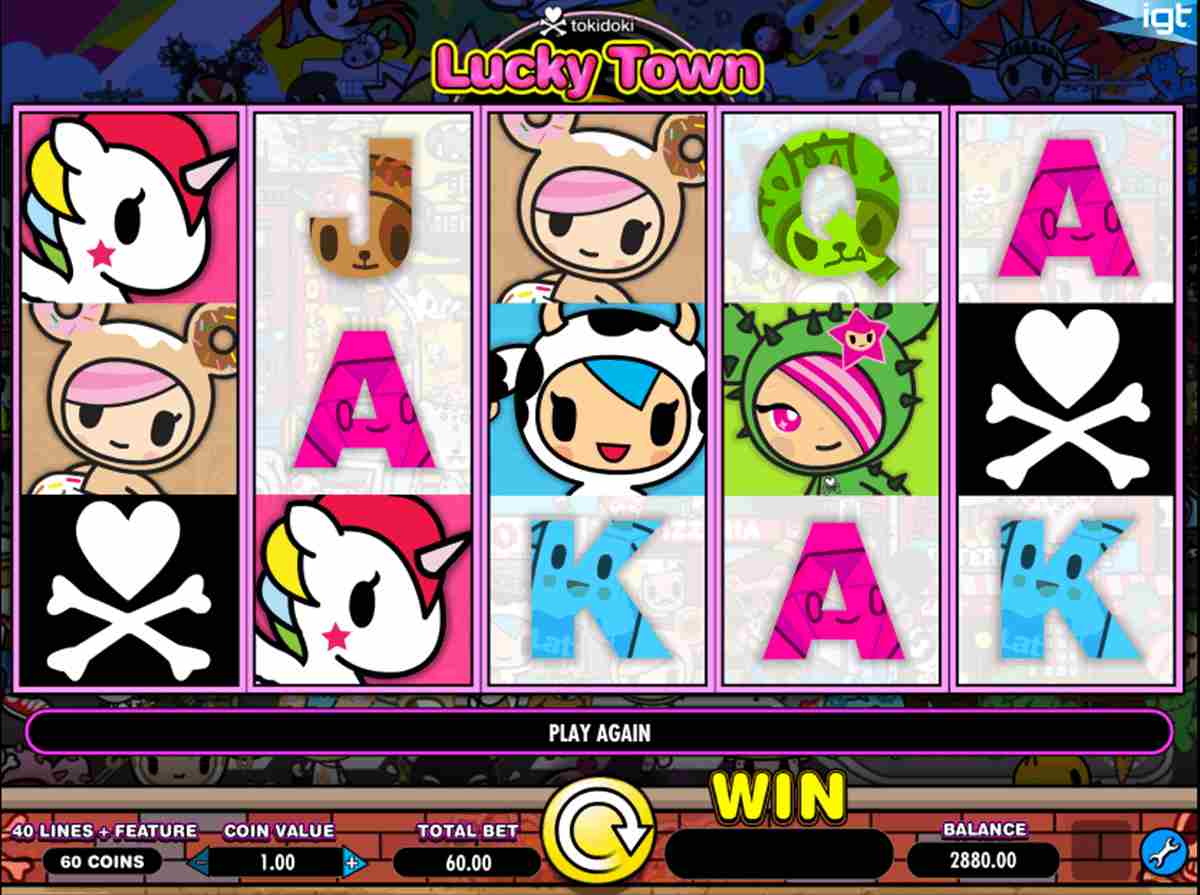 igt
tokidoki
Lucky Town
J
Q
A
A
K
A
K
PLAY AGAIN
WIN
40 LINES + FEATURE
COIN VALUE
TOTAL BET
BALANCE
60 COINS
- 1.00 +
60.00
2880.00